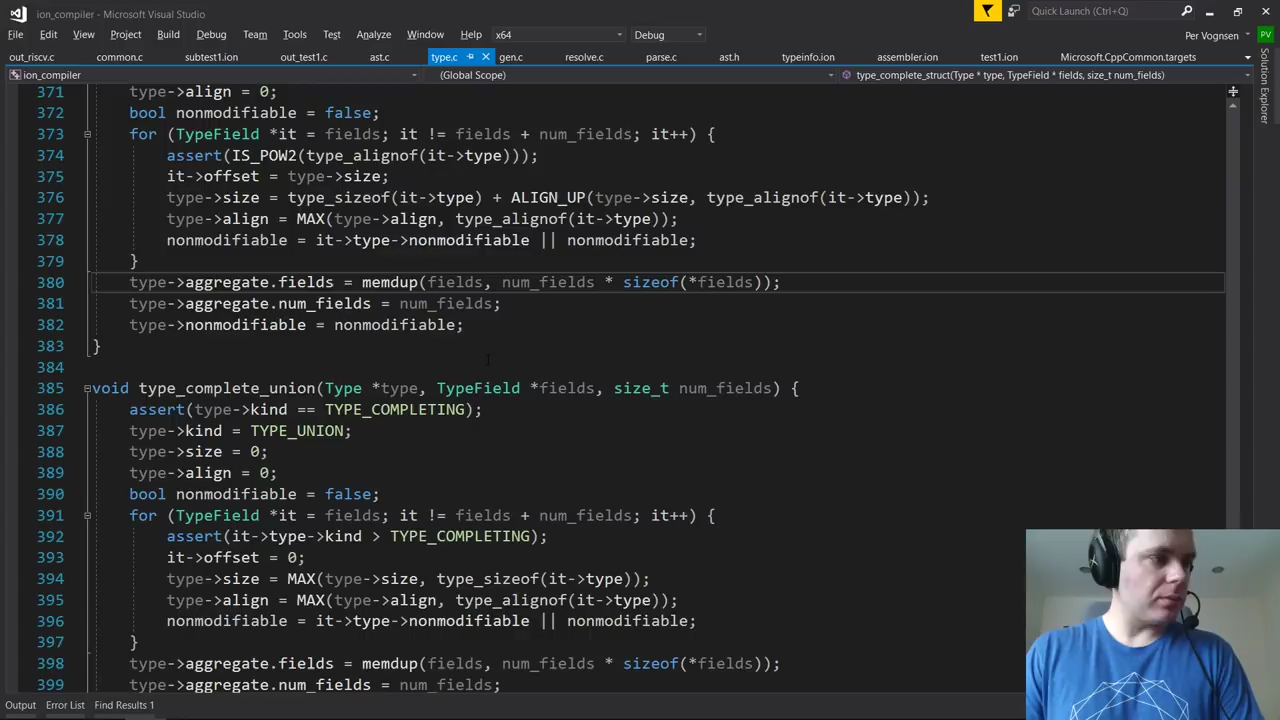 ion_compiler - Microsoft Visual Studio
Quick Launch (Ctrl+Q)
File Edit View Project Build Debug Team Tools Test Analyze Window Help x64 Debug Per Vognsen PV
out_riscv.c common.c subtest1.ion out_test1.c ast.c type.c gen.c resolve.c parse.c ast.h typeinfo.ion assembler.ion test1.ion Microsoft.CppCommon.targets
ion_compiler (Global Scope) type_complete_struct(Type * type, TypeField * fields, size_t num_fields)
Solution Explorer
371 type->align = 0;
372 bool nonmodifiable = false;
373 for (TypeField *it = fields; it != fields + num_fields; it++) {
374 assert(IS_POW2(type_alignof(it->type)));
375 it->offset = type->size;
376 type->size = type_sizeof(it->type) + ALIGN_UP(type->size, type_alignof(it->type));
377 type->align = MAX(type->align, type_alignof(it->type));
378 nonmodifiable = it->type->nonmodifiable || nonmodifiable;
379 }
380 type->aggregate.fields = memdup(fields, num_fields * sizeof(*fields));
381 type->aggregate.num_fields = num_fields;
382 type->nonmodifiable = nonmodifiable;
383 }
384
385 void type_complete_union(Type *type, TypeField *fields, size_t num_fields) {
386 assert(type->kind == TYPE_COMPLETING);
387 type->kind = TYPE_UNION;
388 type->size = 0;
389 type->align = 0;
390 bool nonmodifiable = false;
391 for (TypeField *it = fields; it != fields + num_fields; it++) {
392 assert(it->type->kind > TYPE_COMPLETING);
393 it->offset = 0;
394 type->size = MAX(type->size, type_sizeof(it->type));
395 type->align = MAX(type->align, type_alignof(it->type));
396 nonmodifiable = it->type->nonmodifiable || nonmodifiable;
397 }
398 type->aggregate.fields = memdup(fields, num_fields * sizeof(*fields));
399 type->aggregate.num_fields = num_fields;
Output Error List Find Results 1